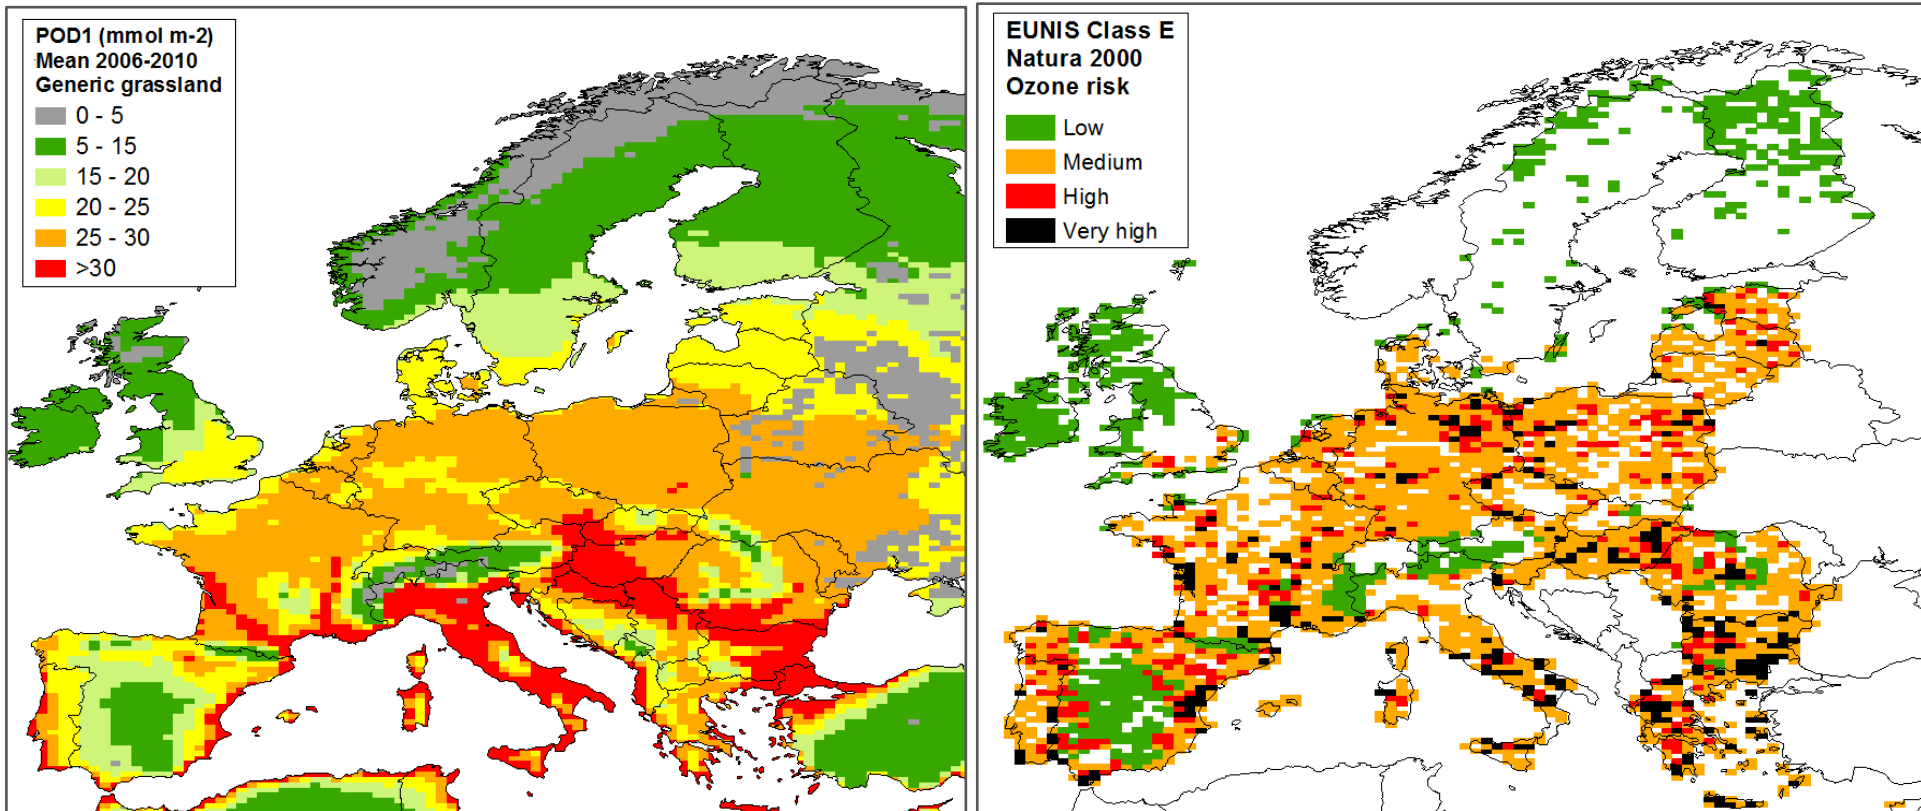 POD1 (mmol m-2)
Mean 2006-2010
Generic grassland
0 - 5
5 - 15
15 - 20
20 - 25
25 - 30
>30
EUNIS Class E
Natura 2000
Ozone risk
Low
Medium
High
Very high